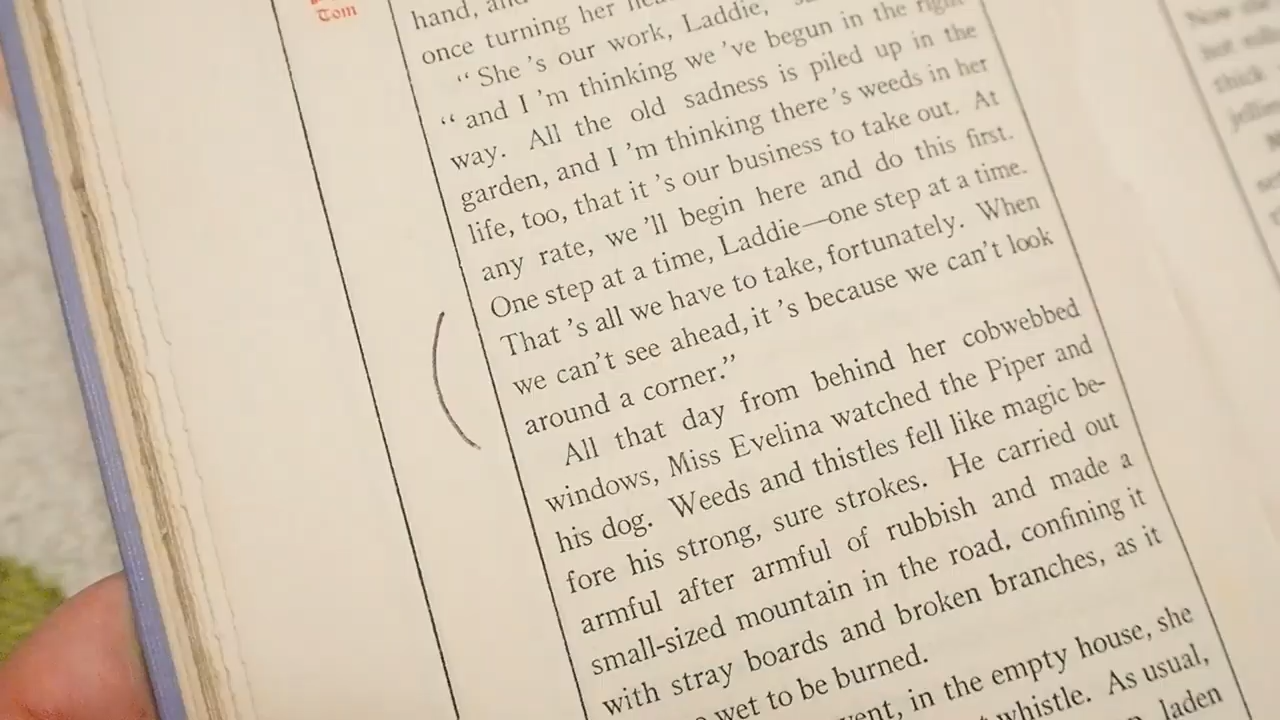 Tom
hand, and
once turning her
"She's our work, Laddie,
"and I'm thinking we've begun in the right
way. All the old sadness is piled up in the
garden, and I'm thinking there's weeds in her
life, too, that it's our business to take out. At
any rate, we'll begin here and do this first.
One step at a time, Laddie—one step at a time.
That's all we have to take, fortunately. When
we can't see ahead, it's because we can't look
around a corner."
All that day from behind her cobwebbed
windows, Miss Evelina watched the Piper and
his dog. Weeds and thistles fell like magic be-
fore his strong, sure strokes. He carried out
armful after armful of rubbish and made a
small-sized mountain in the road, confining it
with stray boards and broken branches, as it
wet to be burned.
in the empty house, she
whistle. As usual,
laden
Now
thick